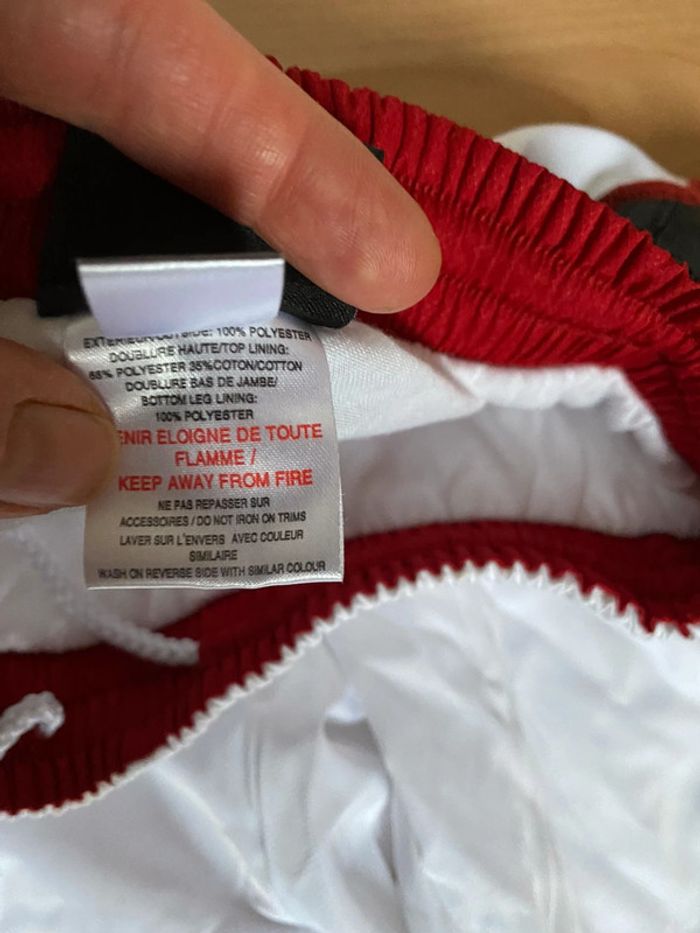 100% POLYESTER
DOUBLURE HAUTE/TOP LINING:
65% POLYESTER 35%COTON/COTTON
DOUBLURE BAS DE JAMBE/
BOTTOM LEG LINING:
100% POLYESTER
ENIR ELOIGNE DE TOUTE
FLAMME /
KEEP AWAY FROM FIRE
NE PAS REPASSER SUR
ACCESSOIRES / DO NOT IRON ON TRIMS
LAVER SUR L'ENVERS AVEC COULEUR
SIMILAIRE
WASH ON REVERSE SIDE WITH SIMILAR COLOUR